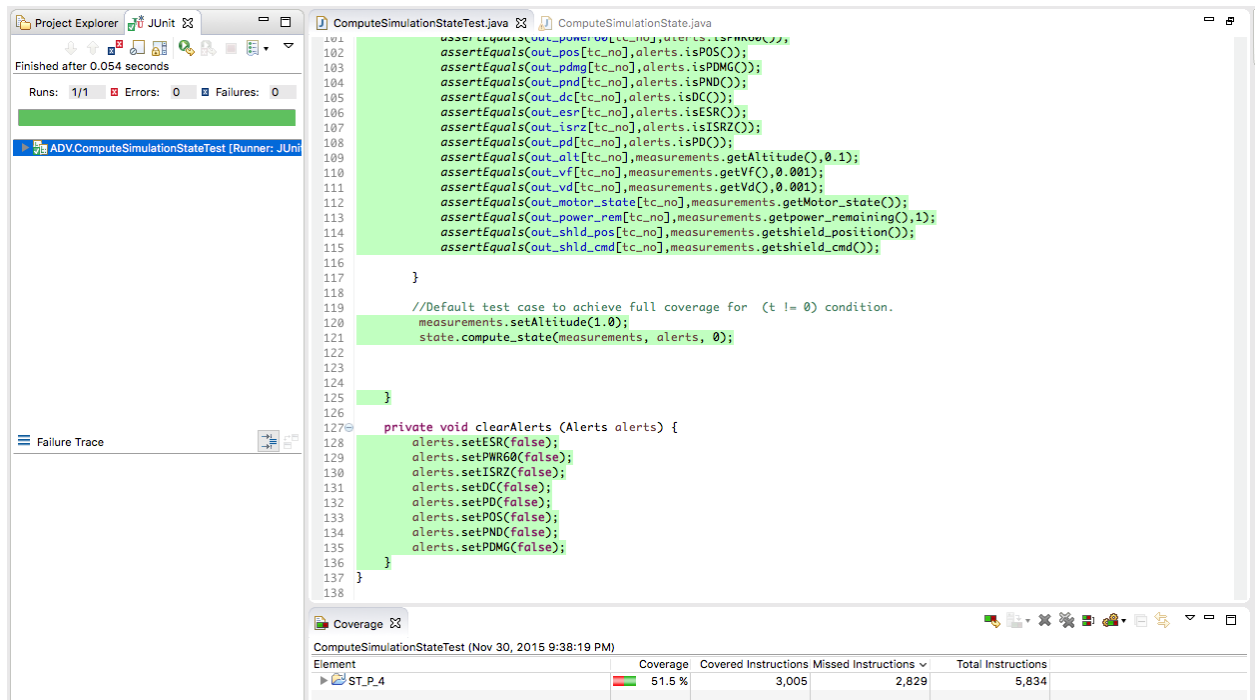 Project Explorer JUnit
Finished after 0.054 seconds
Runs: 1/1 Errors: 0 Failures: 0
ADV.ComputeSimulationStateTest [Runner: JUni
Failure Trace
ComputeSimulationStateTest.java ComputeSimulationState.java
101 assertEquals(out_power60[tc_no],alerts.isPWR60());
102 assertEquals(out_pos[tc_no],alerts.isPOS());
103 assertEquals(out_pdmg[tc_no],alerts.isPDMG());
104 assertEquals(out_pnd[tc_no],alerts.isPND());
105 assertEquals(out_dc[tc_no],alerts.isDC());
106 assertEquals(out_esr[tc_no],alerts.isESR());
107 assertEquals(out_isrz[tc_no],alerts.isISRZ());
108 assertEquals(out_pd[tc_no],alerts.isPD());
109 assertEquals(out_alt[tc_no],measurements.getAltitude(),0.1);
110 assertEquals(out_vf[tc_no],measurements.getVf(),0.001);
111 assertEquals(out_vd[tc_no],measurements.getVd(),0.001);
112 assertEquals(out_motor_state[tc_no],measurements.getMotor_state());
113 assertEquals(out_power_rem[tc_no],measurements.getpower_remaining(),1);
114 assertEquals(out_shld_pos[tc_no],measurements.getshield_position());
115 assertEquals(out_shld_cmd[tc_no],measurements.getshield_cmd());
116
117 }
118
119 //Default test case to achieve full coverage for (t != 0) condition.
120 measurements.setAltitude(1.0);
121 state.compute_state(measurements, alerts, 0);
122
123
124
125 }
126
127 private void clearAlerts (Alerts alerts) {
128 alerts.setESR(false);
129 alerts.setPWR60(false);
130 alerts.setISRZ(false);
131 alerts.setDC(false);
132 alerts.setPD(false);
133 alerts.setPOS(false);
134 alerts.setPND(false);
135 alerts.setPDMG(false);
136 }
137 }
138
Coverage
ComputeSimulationStateTest (Nov 30, 2015 9:38:19 PM)
Element Coverage Covered Instructions Missed Instructions Total Instructions
ST_P_4 51.5 % 3,005 2,829 5,834